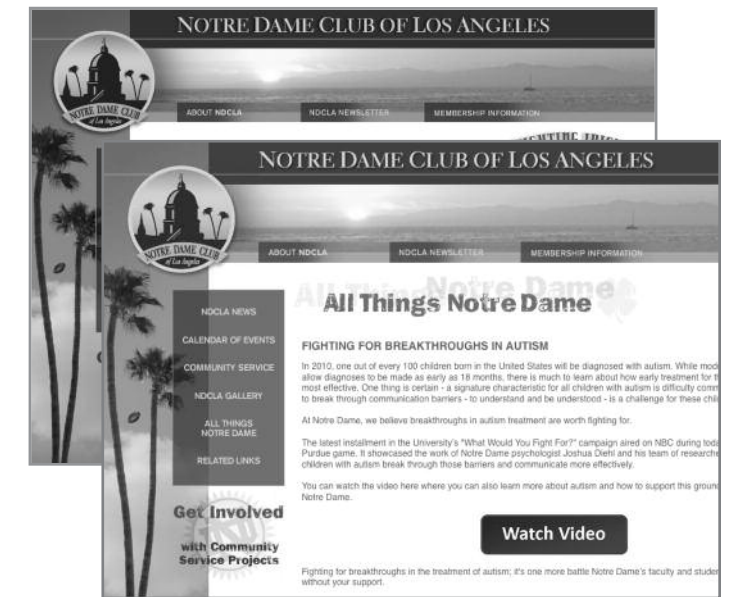 NOTRE DAME CLUB OF LOS ANGELES
NOTRE DAME CLUB
of Los Angeles
ABOUT NDCLA
NDCLA NEWSLETTER
MEMBERSHIP INFORMATION
NOTRE DAME CLUB OF LOS ANGELES
NOTRE DAME CLUB
of Los Angeles
ABOUT NDCLA
NDCLA NEWSLETTER
MEMBERSHIP INFORMATION
All Things Notre Dame
NDCLA NEWS
CALENDAR OF EVENTS
COMMUNITY SERVICE
NDCLA GALLERY
ALL THINGS
NOTRE DAME
RELATED LINKS
Get Involved
with Community
Service Projects
FIGHTING FOR BREAKTHROUGHS IN AUTISM
In 2010, one out of every 100 children born in the United States will be diagnosed with autism. While
allow diagnoses to be made as early as 18 months, there is much to learn about how early treatment for
most effective. One thing is certain - a signature characteristic for all children with autism is difficulty
to break through communication barriers - to understand and be understood - is a challenge for these
At Notre Dame, we believe breakthroughs in autism treatment are worth fighting for.
The latest installment in the University's "What Would You Fight For?" campaign aired on NBC during
Purdue game. It showcased the work of Notre Dame psychologist Joshua Diehl and his team of
children with autism break through those barriers and communicate more effectively.
You can watch the video here where you can also learn more about autism and how to support this
Notre Dame.
Watch Video
Fighting for breakthroughs in the treatment of autism; it's one more battle Notre Dame's faculty and
without your support.